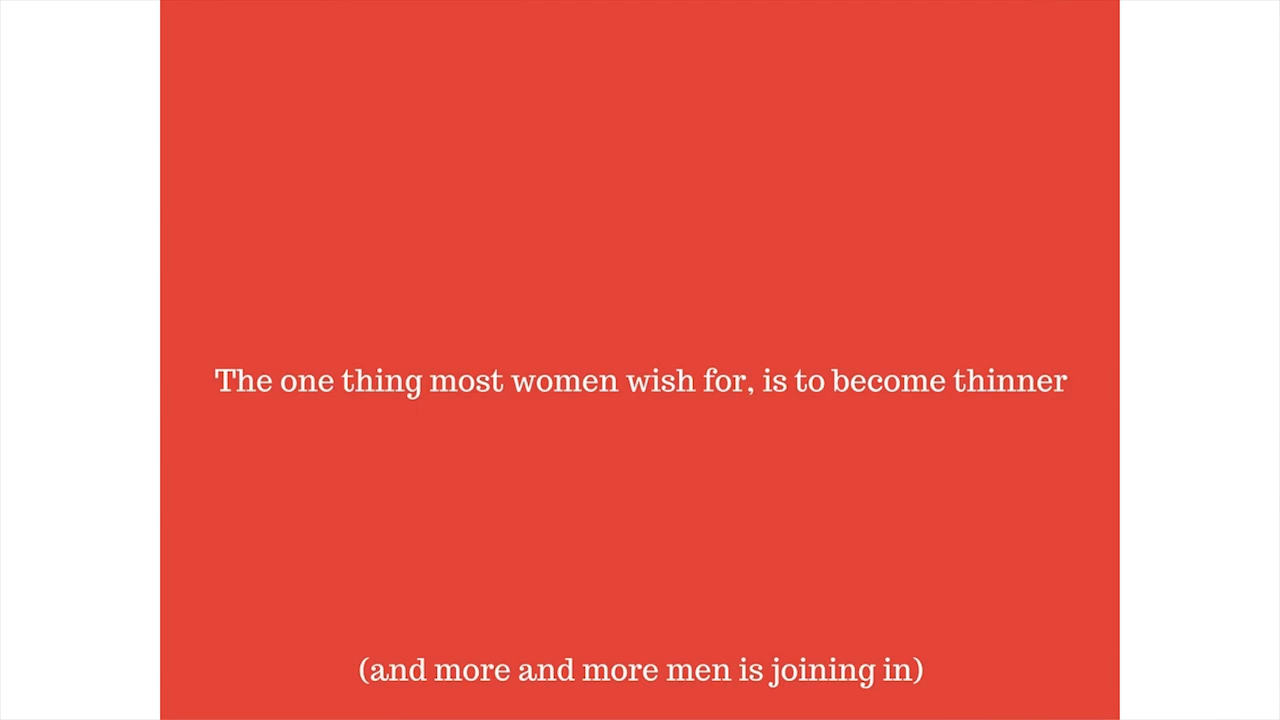 The one thing most women wish for, is to become thinner
(and more and more men is joining in)